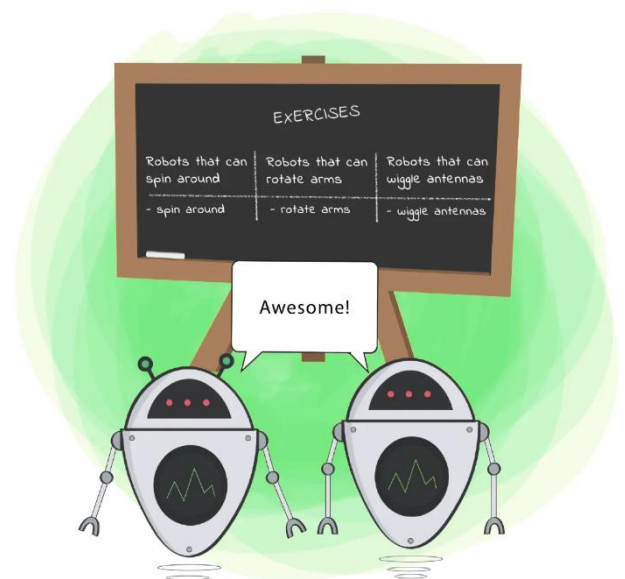 EXERCISES
Robots that can
spin around
- spin around
Robots that can
rotate arms
- rotate arms
Robots that can
wiggle antennas
- wiggle antennas
Awesome!